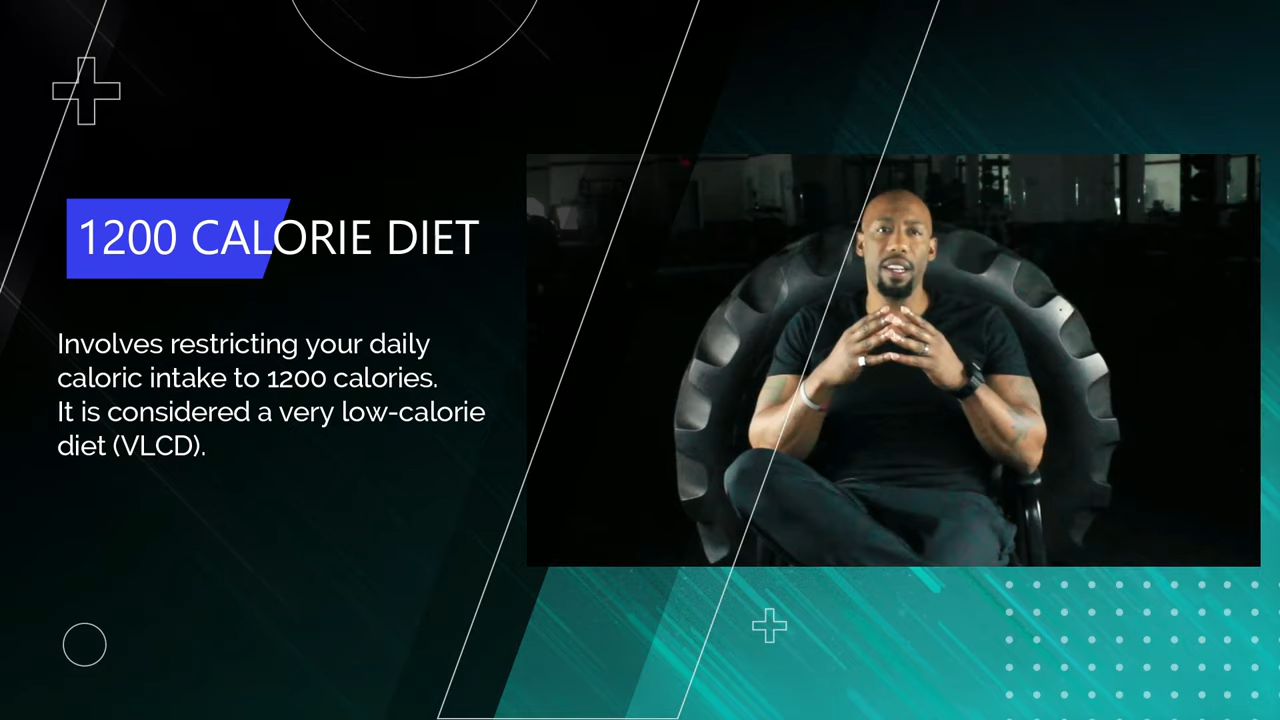 1200 CALORIE DIET
Involves restricting your daily
caloric intake to 1200 calories.
It is considered a very low-calorie
diet (VLCD).